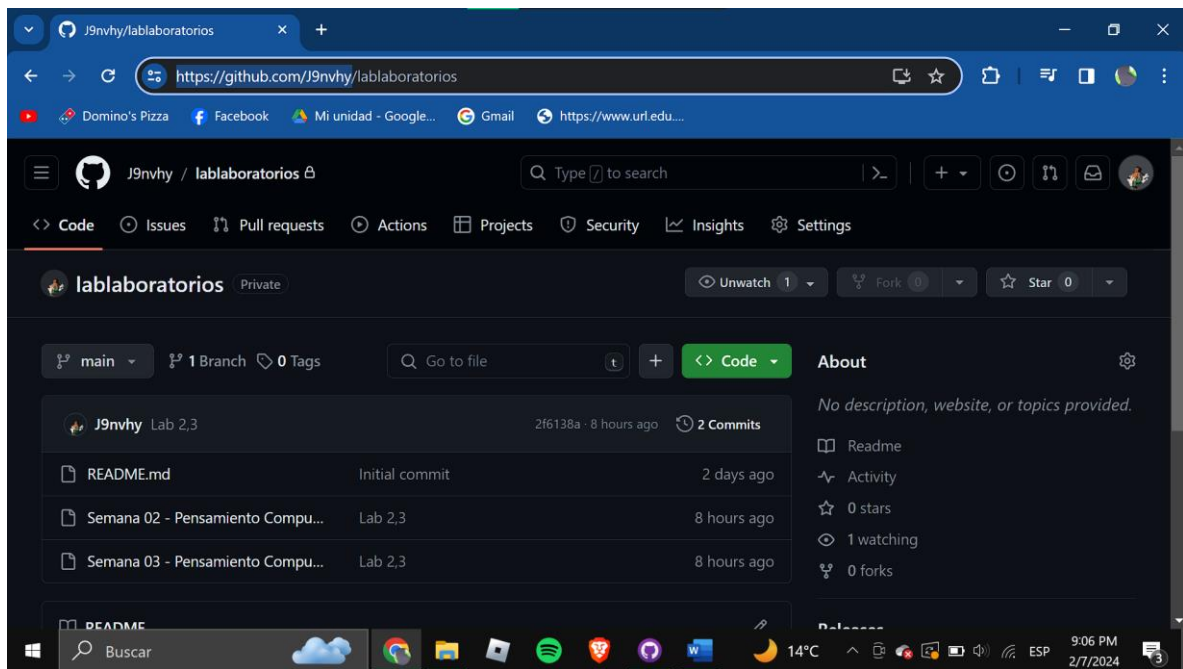 J9nvhy/lablaboratorios
https://github.com/J9nvhy/lablaboratorios
Domino's Pizza Facebook Mi unidad - Google... Gmail https://www.url.edu....
J9nvhy / lablaboratorios Type / to search
Code Issues Pull requests Actions Projects Security Insights Settings
lablaboratorios Private Unwatch 1 Fork 0 Star 0
main 1 Branch 0 Tags Go to file t Code
J9nvhy Lab 2,3 2f6138a · 8 hours ago 2 Commits
README.md Initial commit 2 days ago
Semana 02 - Pensamiento Compu... Lab 2,3 8 hours ago
Semana 03 - Pensamiento Compu... Lab 2,3 8 hours ago
README
About
No description, website, or topics provided.
Readme
Activity
0 stars
1 watching
0 forks
Releases
Buscar W 14°C ESP 9:06 PM
2/7/2024 3